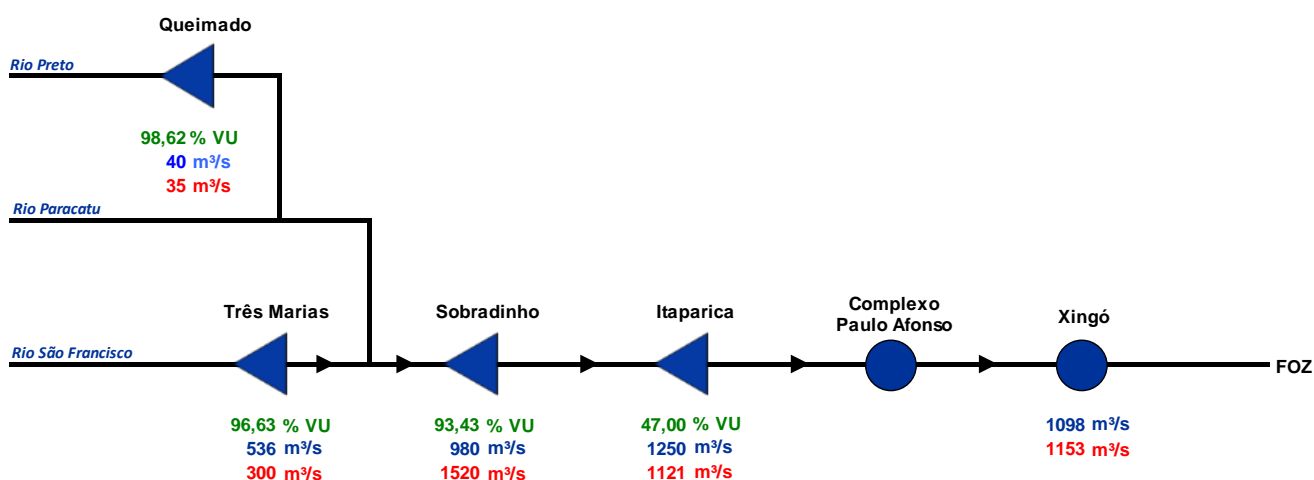 Queimado
Rio Preto
98,62 % VU
40 m³/s
35 m³/s
Rio Paracatu
Três Marias
Sobradinho
Itaparica
Complexo
Paulo Afonso
Xingó
Rio São Francisco
FOZ
96,63 % VU
536 m³/s
300 m³/s
93,43 % VU
980 m³/s
1520 m³/s
47,00 % VU
1250 m³/s
1121 m³/s
1098 m³/s
1153 m³/s